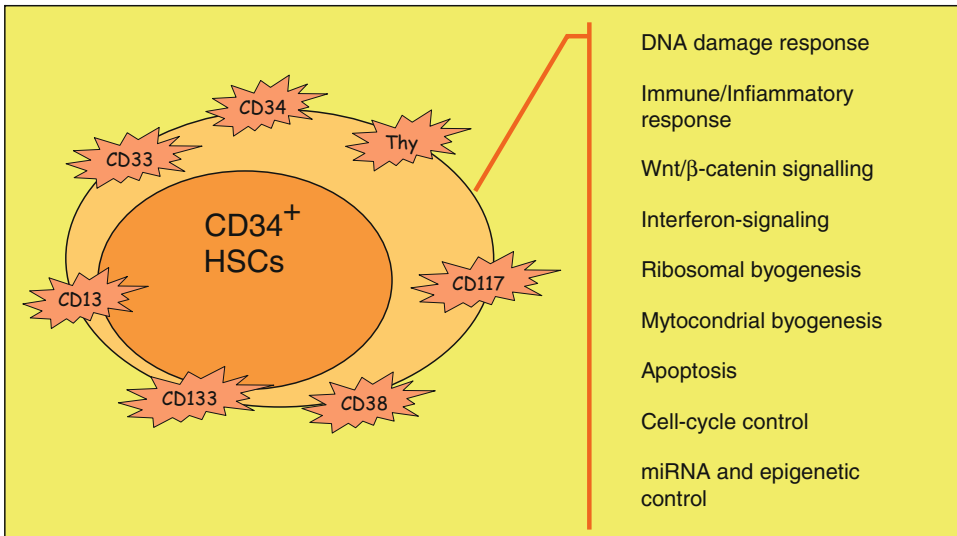 CD34
Thy
CD33
CD34+
HSCs
CD13
CD117
CD133
CD38
DNA damage response
Immune/Infiammatory
response
Wnt/β-catenin signalling
Interferon-signaling
Ribosomal byogenesis
Mytocondrial byogenesis
Apoptosis
Cell-cycle control
miRNA and epigenetic
control